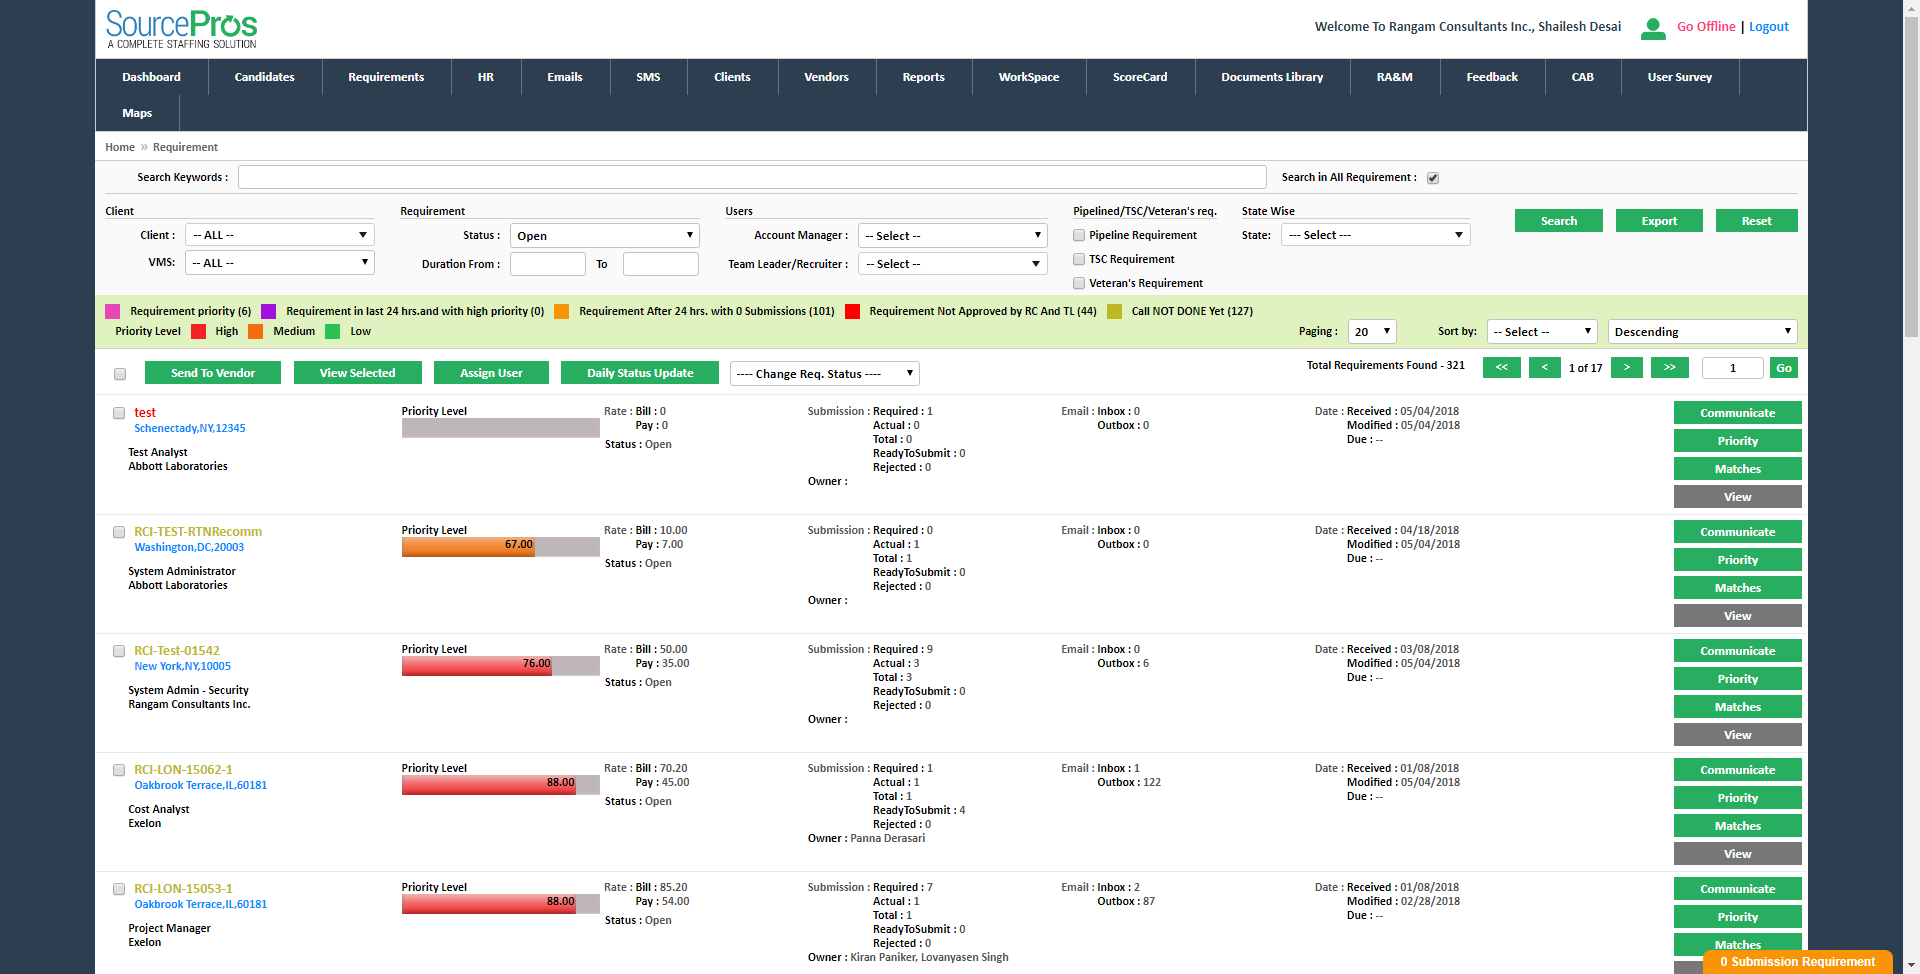 SourcePros
A COMPLETE STAFFING SOLUTION
Welcome To Rangam Consultants Inc., Shailesh Desai Go Offline | Logout
Dashboard Candidates Requirements HR Emails SMS Clients Vendors Reports WorkSpace ScoreCard Documents Library RA&M Feedback CAB User Survey
Maps
Home » Requirement
Search Keywords : Search in All Requirement :
Client Requirement Users Pipelined/TSC/Veteran's req. State Wise
Search Export Reset
Client : -- ALL -- Status : Open Account Manager : -- Select -- Pipeline Requirement State: --- Select ---
VMS: -- ALL -- Duration From : To Team Leader/Recruiter : -- Select -- TSC Requirement
Veteran's Requirement
Requirement priority (6) Requirement in last 24 hrs.and with high priority (0) Requirement After 24 hrs. with 0 Submissions (101) Requirement Not Approved by RC And TL (44) Call NOT DONE Yet (127)
Priority Level High Medium Low Paging : 20 Sort by: -- Select -- Descending
Send To Vendor View Selected Assign User Daily Status Update ---- Change Req. Status ---- Total Requirements Found - 321 << < 1 of 17 > >> 1 Go
test Priority Level Rate : Bill : 0 Submission : Required : 1 Email : Inbox : 0 Date : Received : 05/04/2018 Communicate
Schenectady,NY,12345 Pay : 0 Actual : 0 Outbox : 0 Modified : 05/04/2018
Total : 0 Due : -- Priority
Status : Open
Test Analyst ReadyToSubmit : 0
Abbott Laboratories Rejected : 0 Matches
Owner :
View
RCI-TEST-RTNRecomm Priority Level Rate : Bill : 10.00 Submission : Required : 0 Email : Inbox : 0 Date : Received : 04/18/2018 Communicate
Washington,DC,20003 67.00 Pay : 7.00 Actual : 1 Outbox : 0 Modified : 05/04/2018
Total : 1 Due : -- Priority
Status : Open
System Administrator ReadyToSubmit : 0
Abbott Laboratories Rejected : 0 Matches
Owner :
View
RCI-Test-01542 Priority Level Rate : Bill : 50.00 Submission : Required : 9 Email : Inbox : 0 Date : Received : 03/08/2018 Communicate
New York,NY,10005 76.00 Pay : 35.00 Actual : 3 Outbox : 6 Modified : 05/04/2018
Total : 3 Due : -- Priority
Status : Open
System Admin - Security ReadyToSubmit : 0
Rangam Consultants Inc. Rejected : 0 Matches
Owner :
View
RCI-LON-15062-1 Priority Level Rate : Bill : 70.20 Submission : Required : 1 Email : Inbox : 1 Date : Received : 01/08/2018 Communicate
Oakbrook Terrace,IL,60181 88.00 Pay : 45.00 Actual : 1 Outbox : 122 Modified : 05/04/2018
Total : 1 Due : -- Priority
Status : Open
Cost Analyst ReadyToSubmit : 4
Exelon Rejected : 0 Matches
Owner : Panna Derasari
View
RCI-LON-15053-1 Priority Level Rate : Bill : 85.20 Submission : Required : 7 Email : Inbox : 2 Date : Received : 01/08/2018 Communicate
Oakbrook Terrace,IL,60181 88.00 Pay : 54.00 Actual : 1 Outbox : 87 Modified : 02/28/2018
Total : 1 Due : -- Priority
Status : Open
Project Manager ReadyToSubmit : 0
Exelon Rejected : 0 Matches
Owner : Kiran Paniker, Lovanyasen Singh
0 Submission Requirement